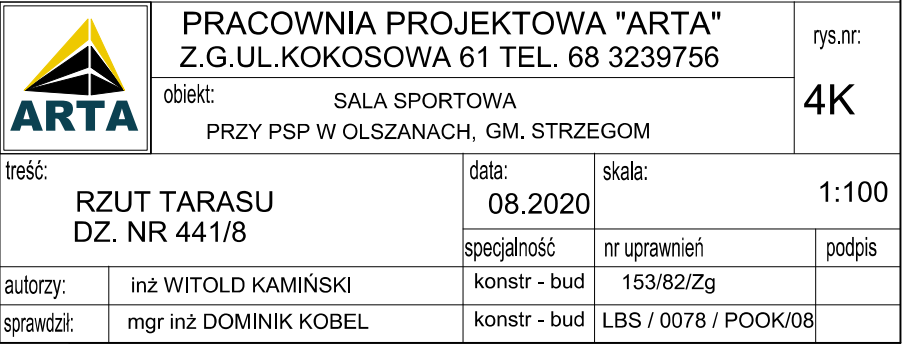 ARTA
PRACOWNIA PROJEKTOWA "ARTA"
Z.G.UL.KOKOSOWA 61 TEL. 68 3239756
rys.nr:
4K
obiekt:
SALA SPORTOWA
PRZY PSP W OLSZANACH, GM. STRZEGOM
treść:
RZUT TARASU
DZ. NR 441/8
data:
08.2020
skala:
1:100
specjalność
nr uprawnień
podpis
autorzy:
inż WITOLD KAMIŃSKI
konstr - bud
153/82/Zg
sprawdził:
mgr inż DOMINIK KOBEL
konstr - bud
LBS / 0078 / POOK/08